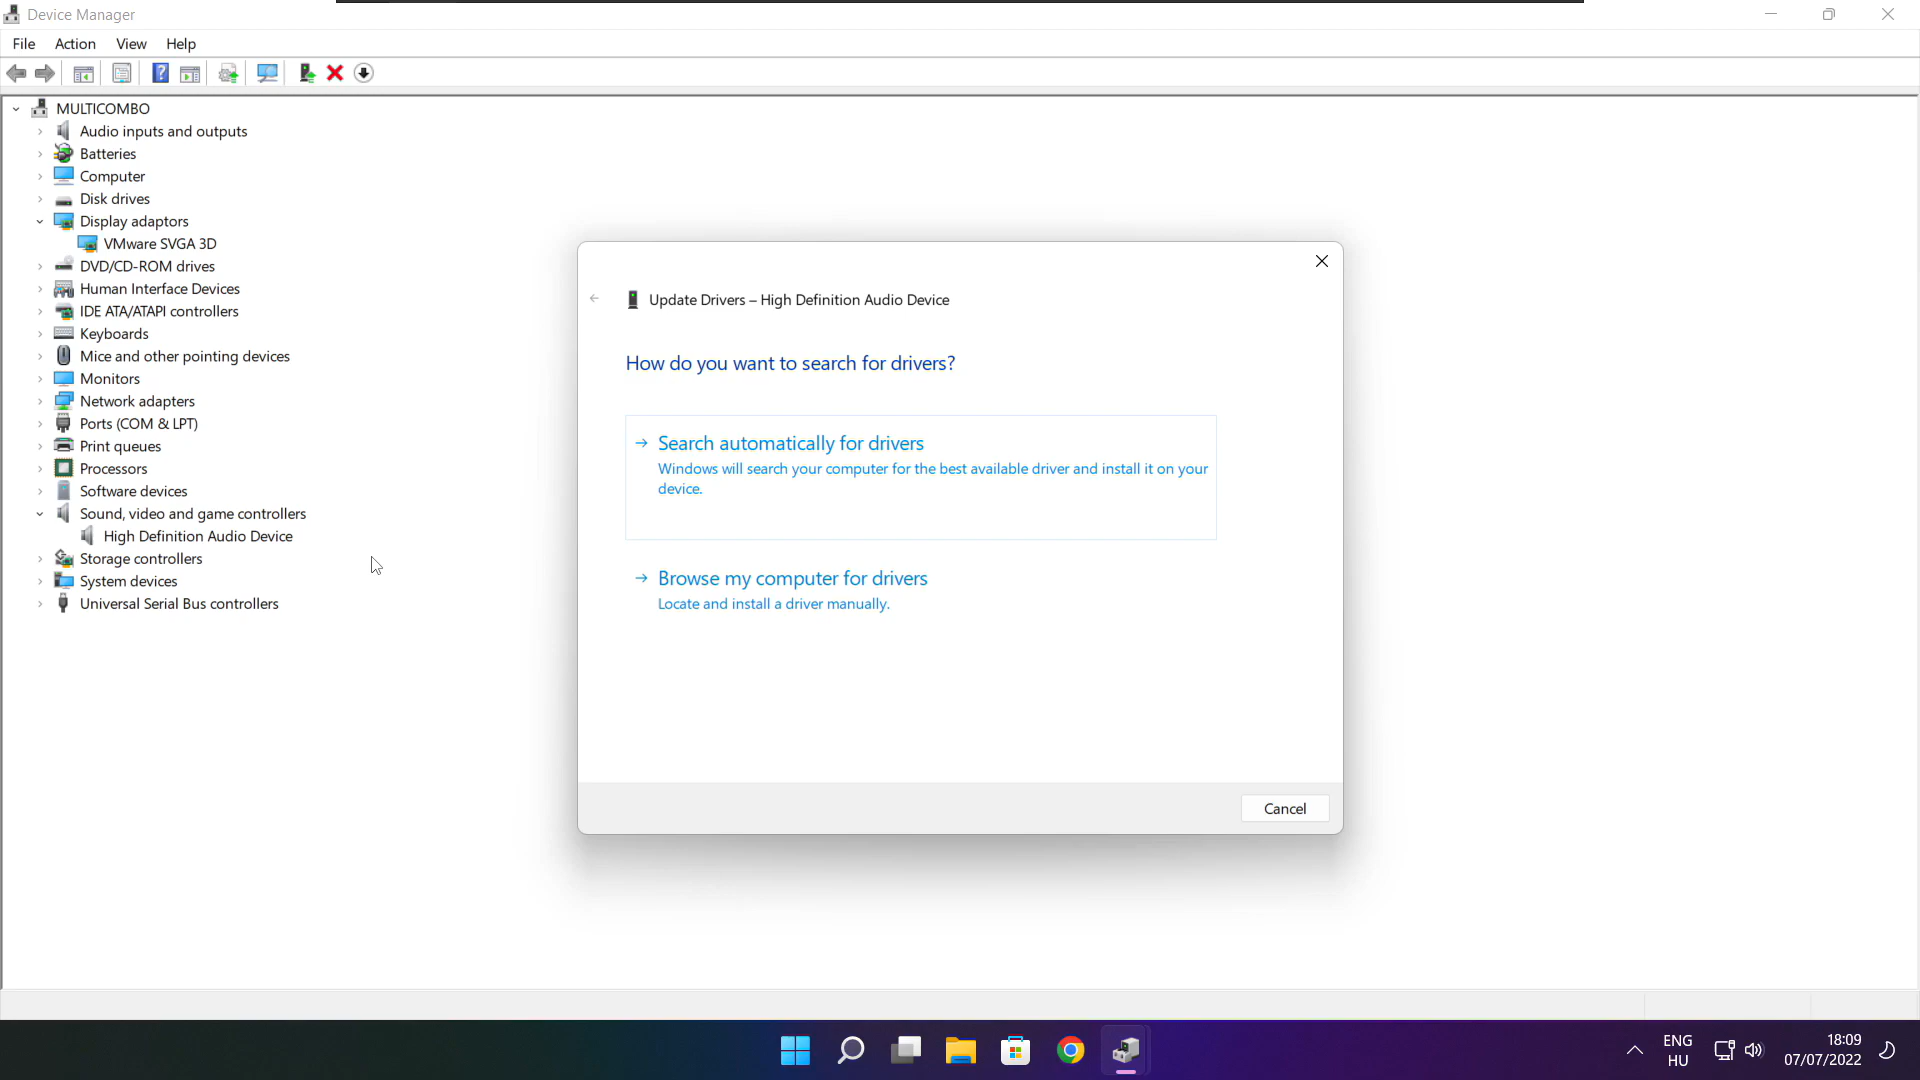 Device Manager
File Action View Help
MULTICOMBO
Audio inputs and outputs
Batteries
Computer
Disk drives
Display adaptors
VMware SVGA 3D
DVD/CD-ROM drives
Human Interface Devices
IDE ATA/ATAPI controllers
Keyboards
Mice and other pointing devices
Monitors
Network adapters
Ports (COM & LPT)
Print queues
Processors
Software devices
Sound, video and game controllers
High Definition Audio Device
Storage controllers
System devices
Universal Serial Bus controllers
Update Drivers – High Definition Audio Device
How do you want to search for drivers?
Search automatically for drivers
Windows will search your computer for the best available driver and install it on your
device.
Browse my computer for drivers
Locate and install a driver manually.
Cancel
ENG
HU
18:09
07/07/2022